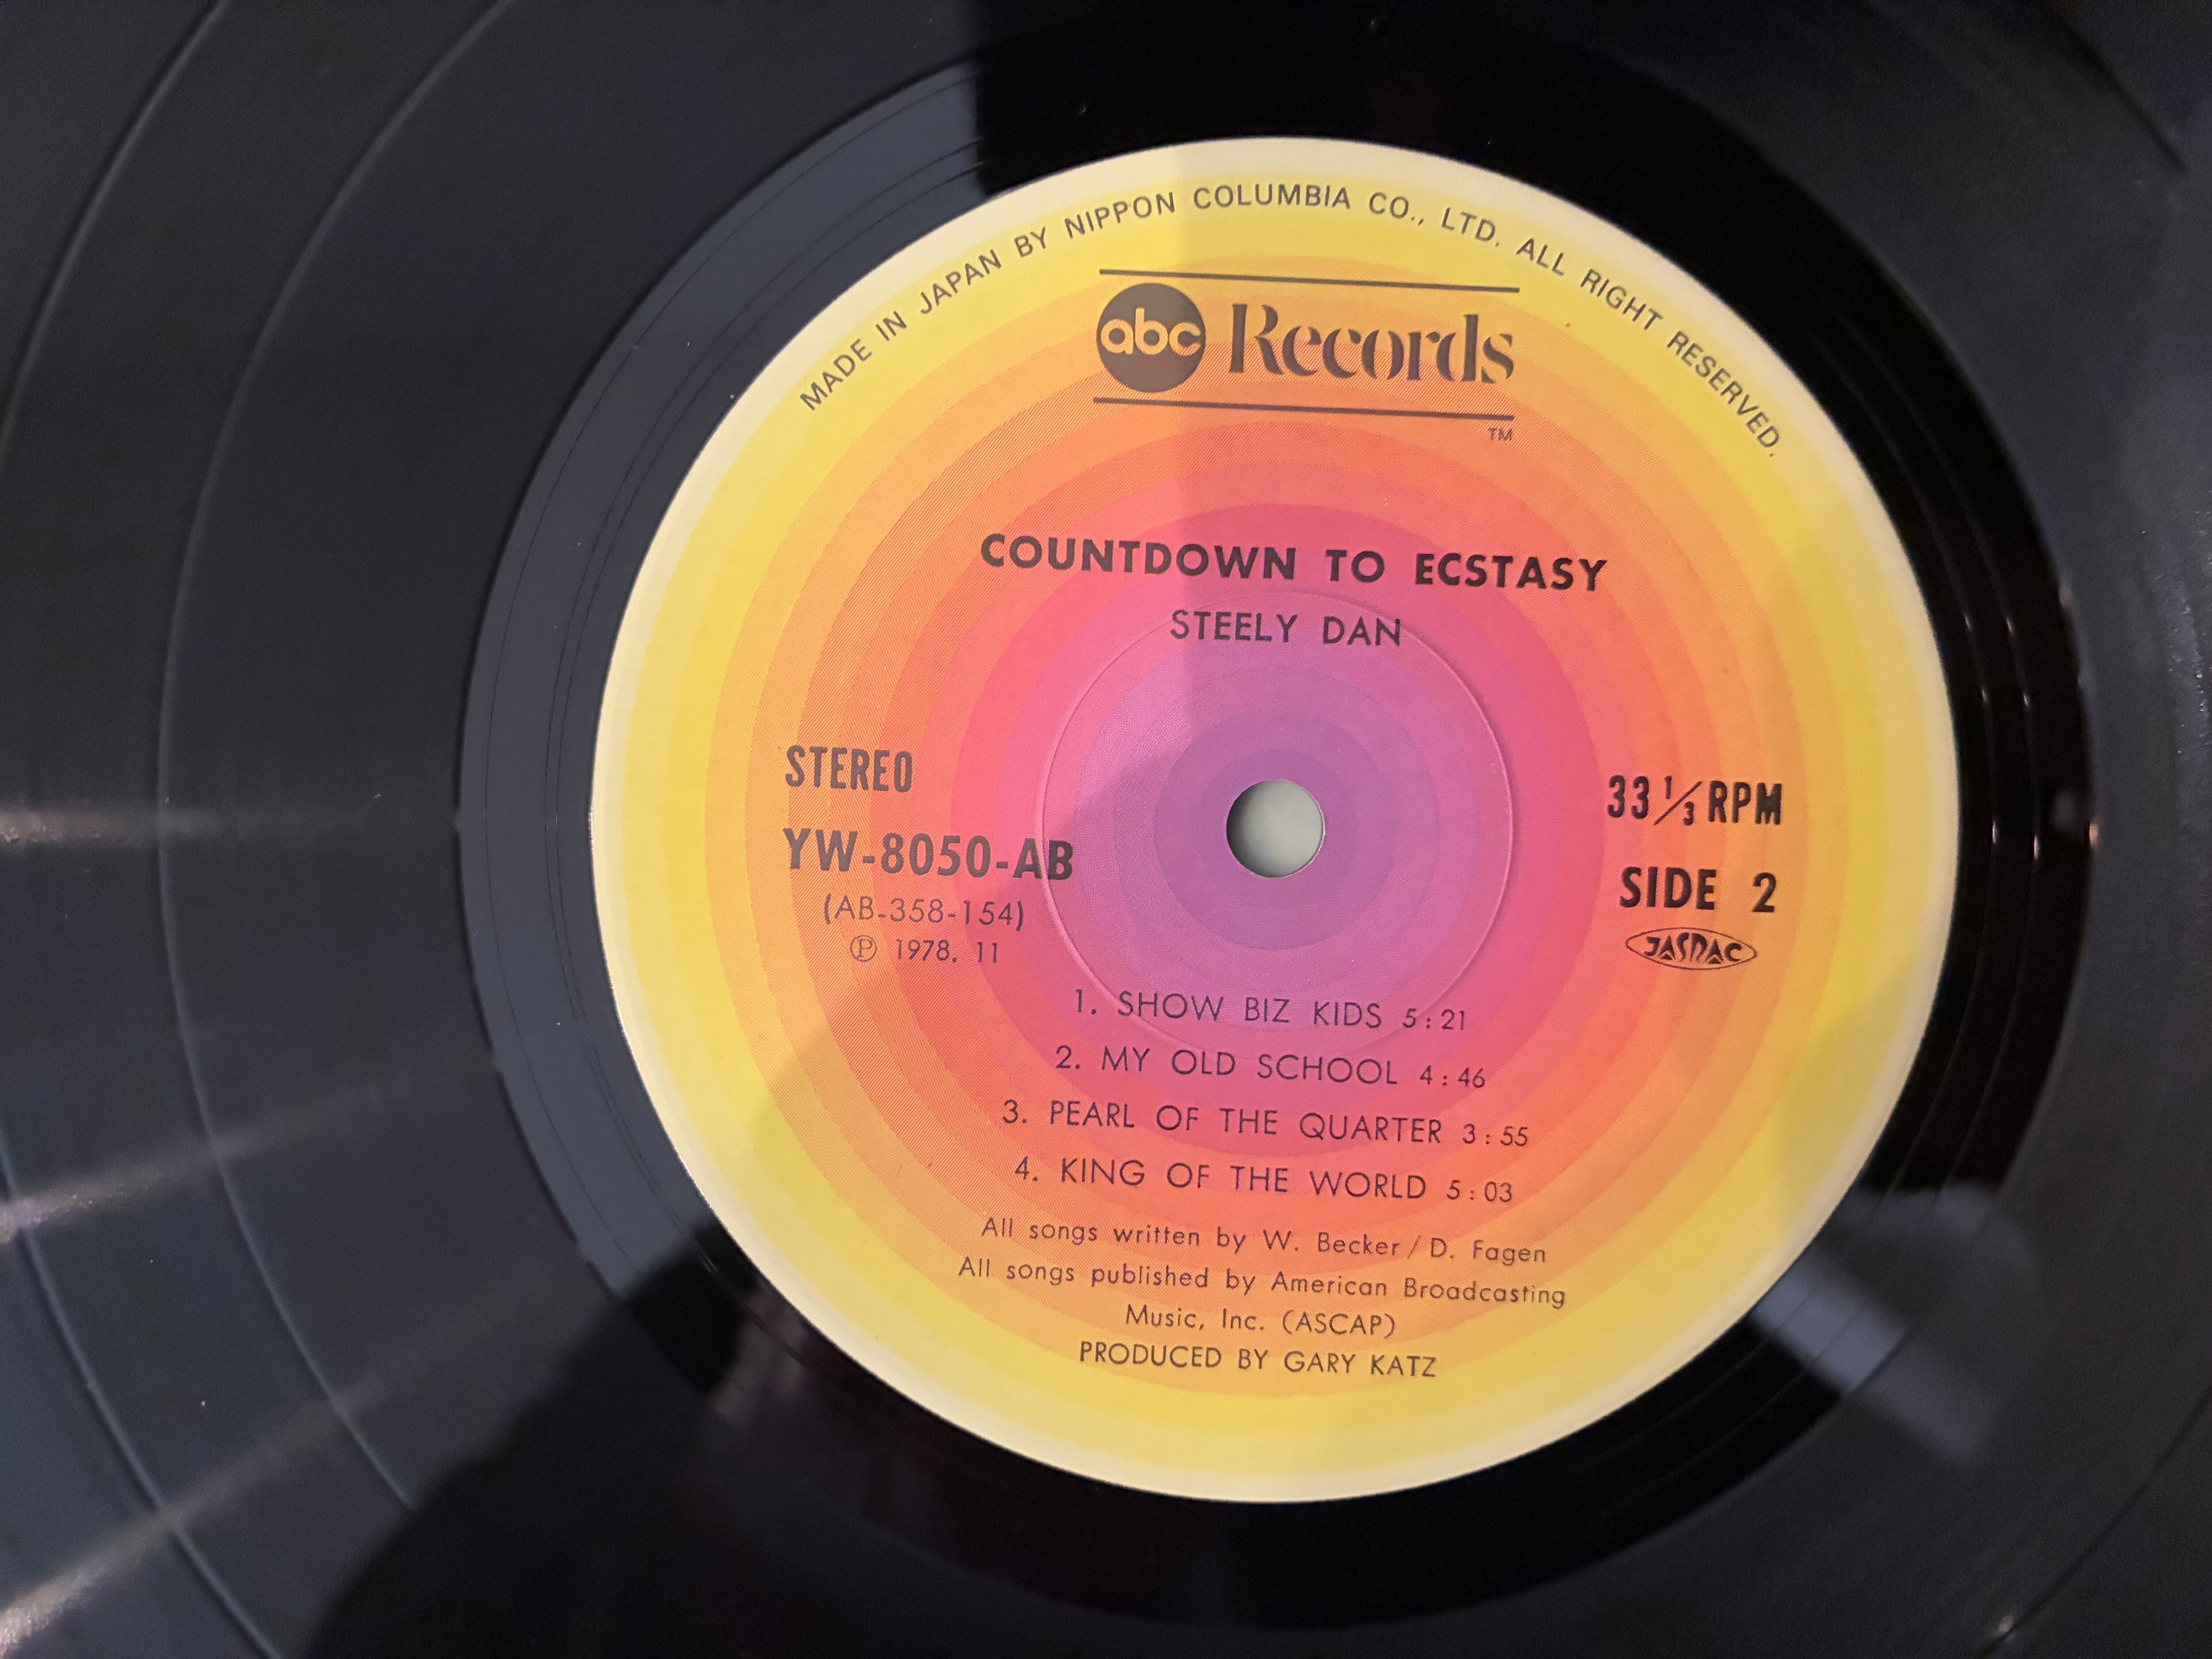 MADE IN JAPAN BY NIPPON COLUMBIA CO., LTD. ALL RIGHT RESERVED.
abc Records
TM
COUNTDOWN TO ECSTASY
STEELY DAN
STEREO
YW-8050-AB
(AB-358-154)
Ⓟ 1978. 11
33 1/3 RPM
SIDE 2
JASRAC
1. SHOW BIZ KIDS 5:21
2. MY OLD SCHOOL 4:46
3. PEARL OF THE QUARTER 3:55
4. KING OF THE WORLD 5:03
All songs written by W. Becker / D. Fagen
All songs published by American Broadcasting
Music, Inc. (ASCAP)
PRODUCED BY GARY KATZ